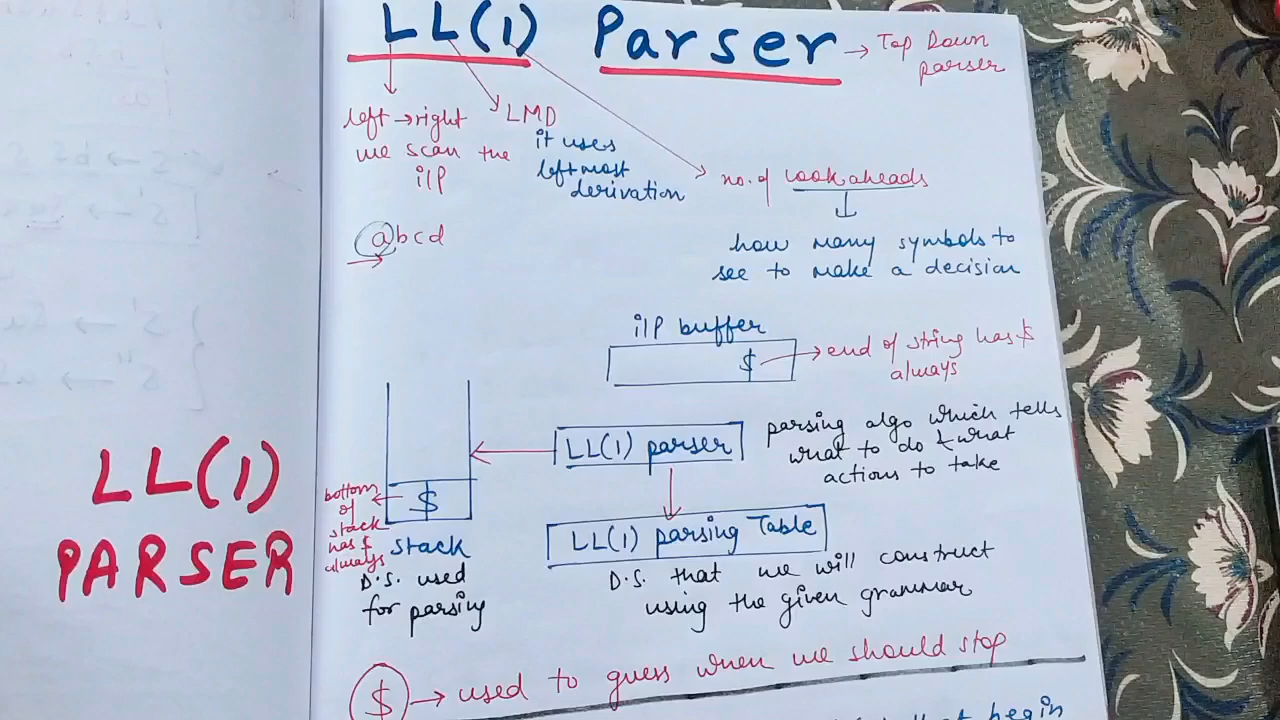 LL(1) Parser → Top Down
parser
left → right
we scan the
i/P
LMD
it uses
left most
derivation
no. of Look aheads
how many symbols to
see to make a decision
abcd
i/P buffer
$
end of string has $
always
LL(1) parser
parsing algo which tells
what to do & what
actions to take
LL(1) parsing Table
D.S. that we will construct
using the given grammar
$
bottom
of
stack
has $
always
stack
D.S. used
for parsing
LL(1)
PARSER
$ → used to guess when we should stop
that begin